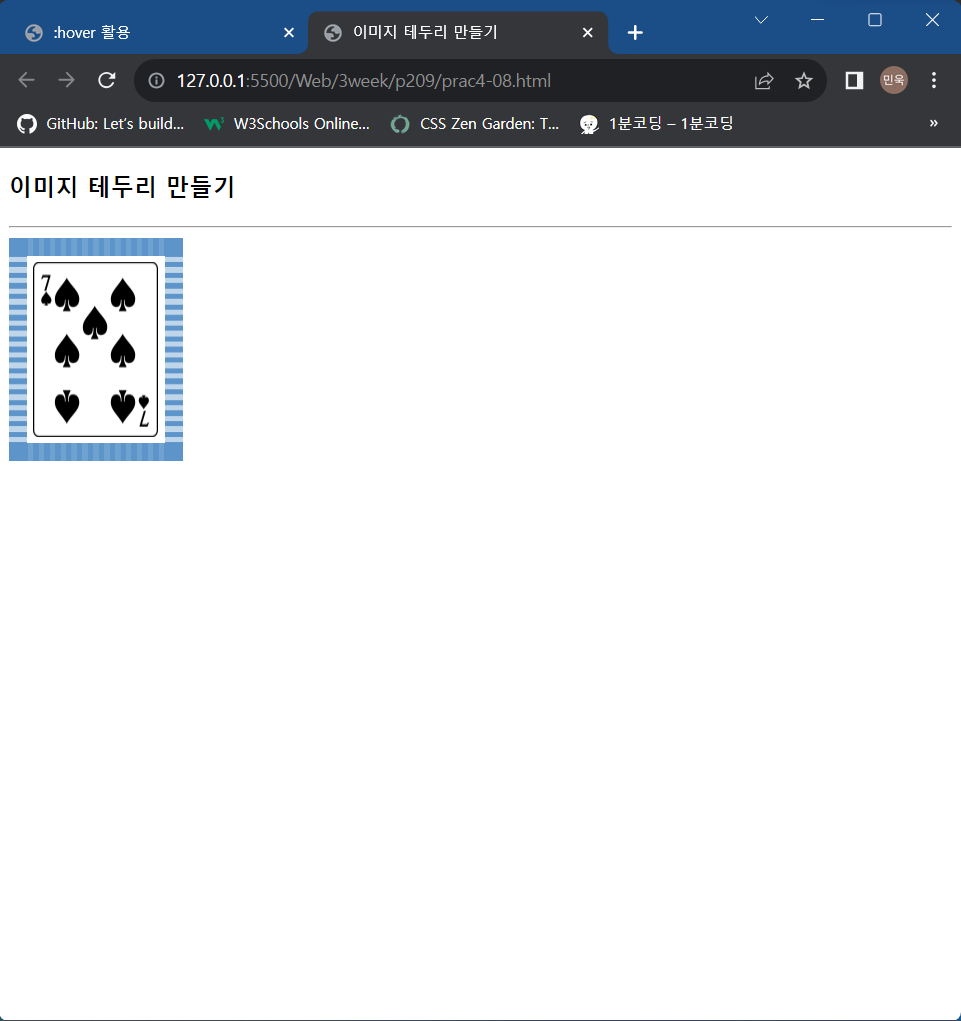 :hover 활용
이미지 테두리 만들기
127.0.0.1:5500/Web/3week/p209/prac4-08.html
민욱
GitHub: Let's build...
W3Schools Online...
CSS Zen Garden: T...
1분코딩 – 1분코딩
»
이미지 테두리 만들기
7
7